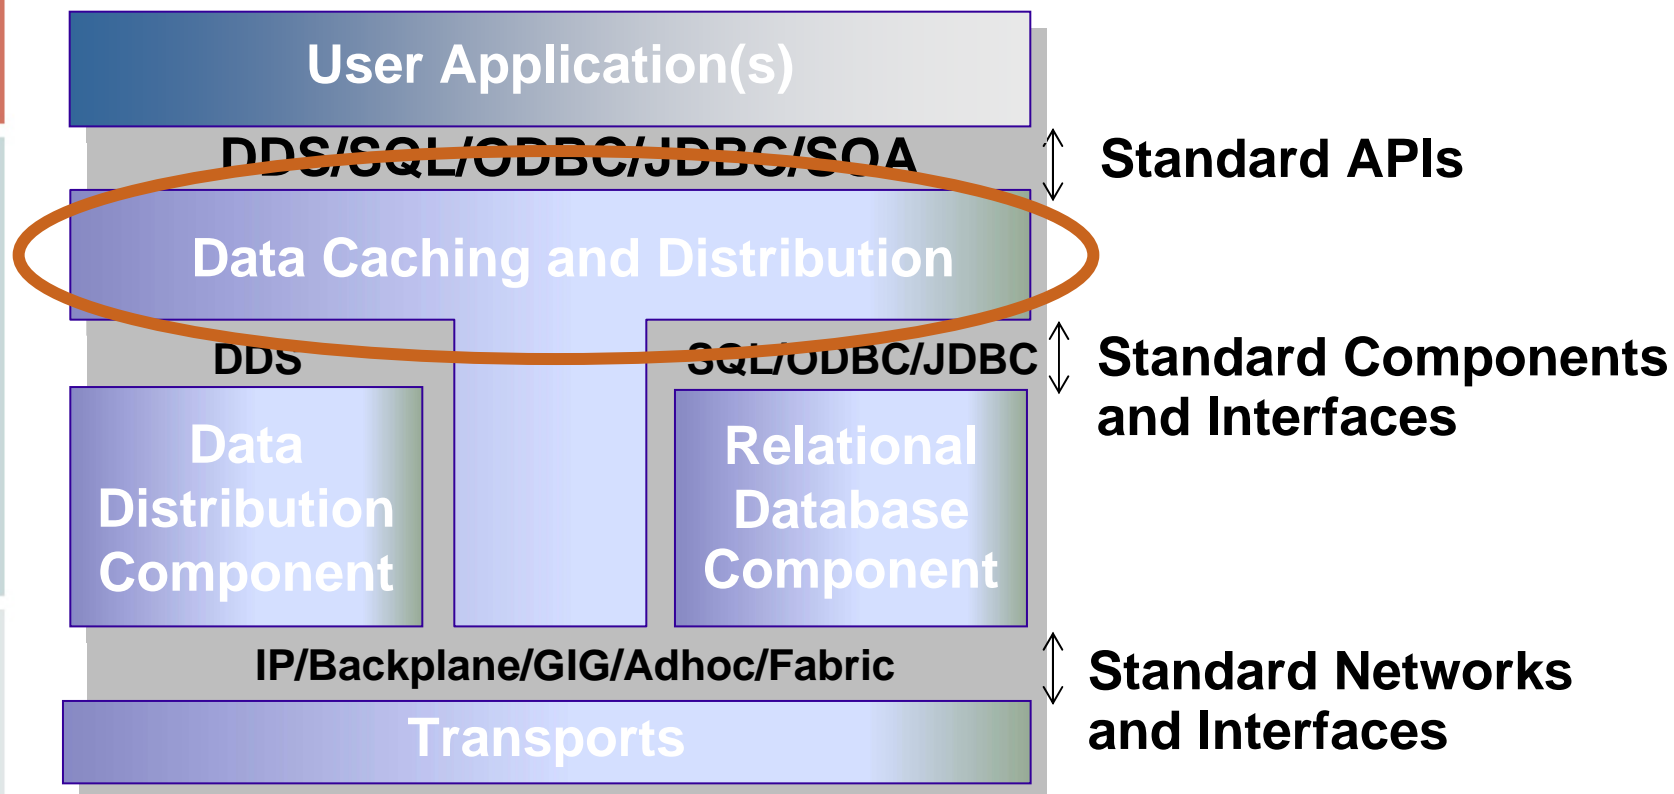 User Application(s)
DDS/SQL/ODBC/JDBC/SOA
Standard APIs
Data Caching and Distribution
DDS
SQL/ODBC/JDBC
Standard Components
and Interfaces
Data
Distribution
Component
Relational
Database
Component
IP/Backplane/GIG/Adhoc/Fabric
Standard Networks
and Interfaces
Transports